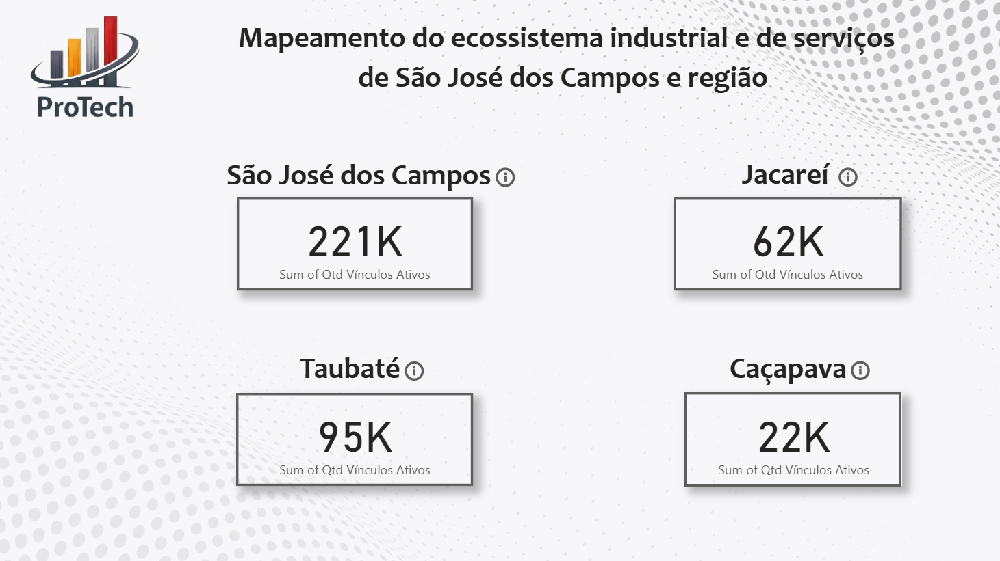 Mapeamento do ecossistema industrial e de serviços
de São José dos Campos e região
ProTech
São José dos Campos
221K
Sum of Qtd Vínculos Ativos
Jacareí
62K
Sum of Qtd Vínculos Ativos
Taubaté
95K
Sum of Qtd Vínculos Ativos
Caçapava
22K
Sum of Qtd Vínculos Ativos